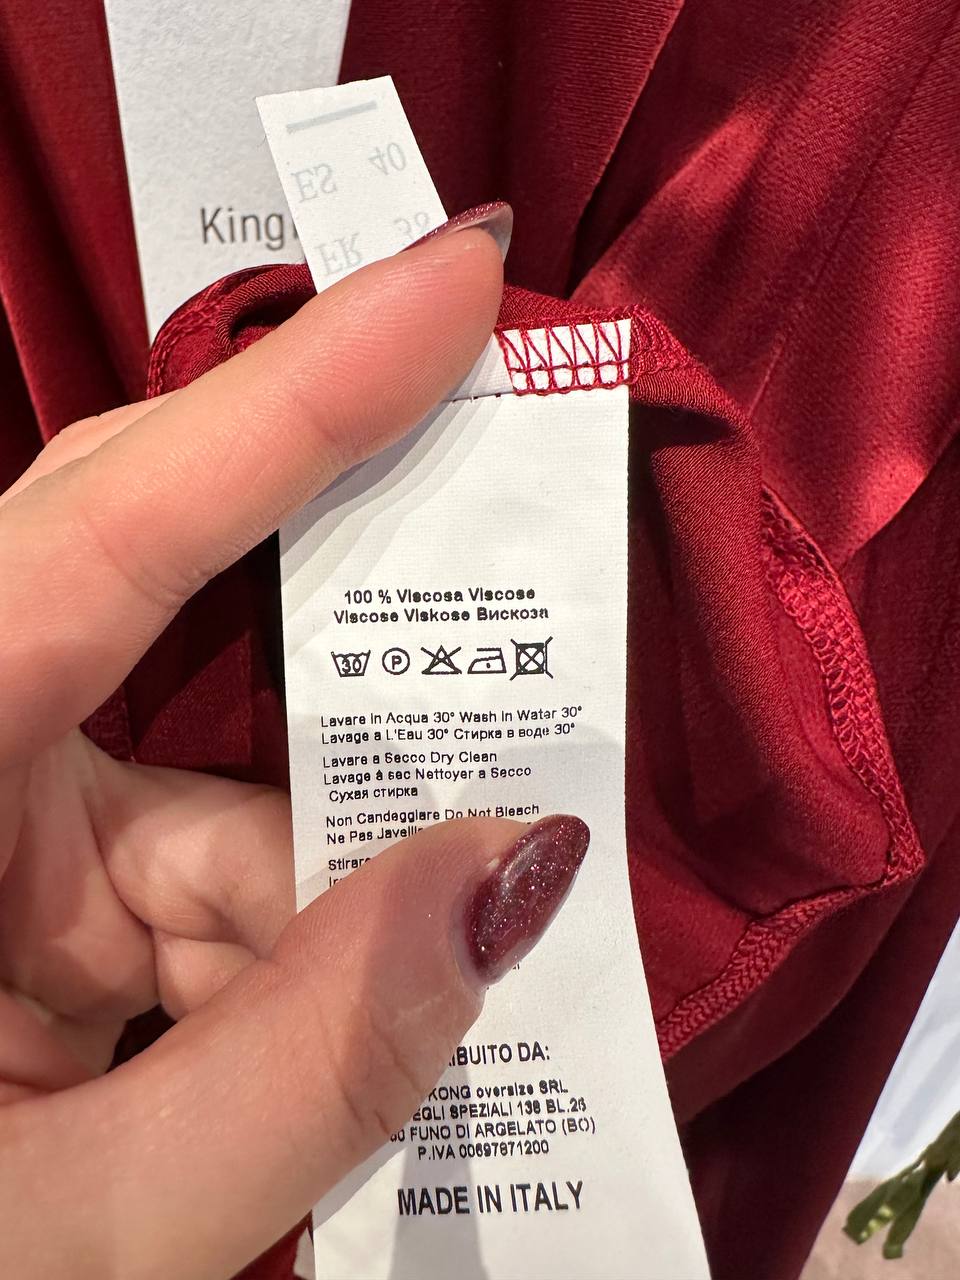 King
ES 40
FR 38
100 % Viscosa Viscose
Viscose Viskose Вискоза
30 P
Lavare in Acqua 30° Wash in Water 30°
Lavage a L'Eau 30° Стирка в воде 30°
Lavare a Secco Dry Clean
Lavage à sec Nettoyer a Secco
Сухая стирка
Non Candeggiare Do Not Bleach
Ne Pas
KONG oversize SRL
SPEZIALI 138 BL.26
FUNO DI ARGELATO (BO)
P.IVA 00697871200
MADE IN ITALY